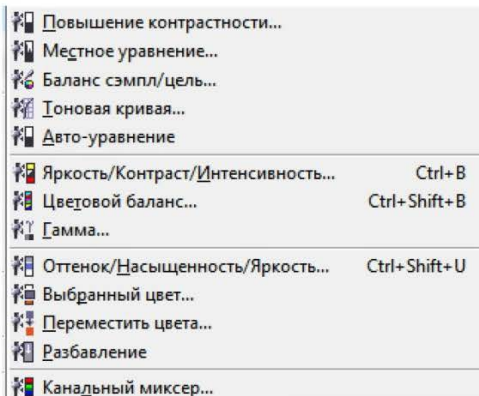 Повышение контрастности...
Местное уравнение...
Баланс сэмпл/цель...
Тоновая кривая...
Авто-уравнение
Яркость/Контраст/Интенсивность... Ctrl+B
Цветовой баланс... Ctrl+Shift+B
Гамма...
Оттенок/Насыщенность/Яркость... Ctrl+Shift+U
Выбранный цвет...
Переместить цвета...
Разбавление
Канальный миксер...